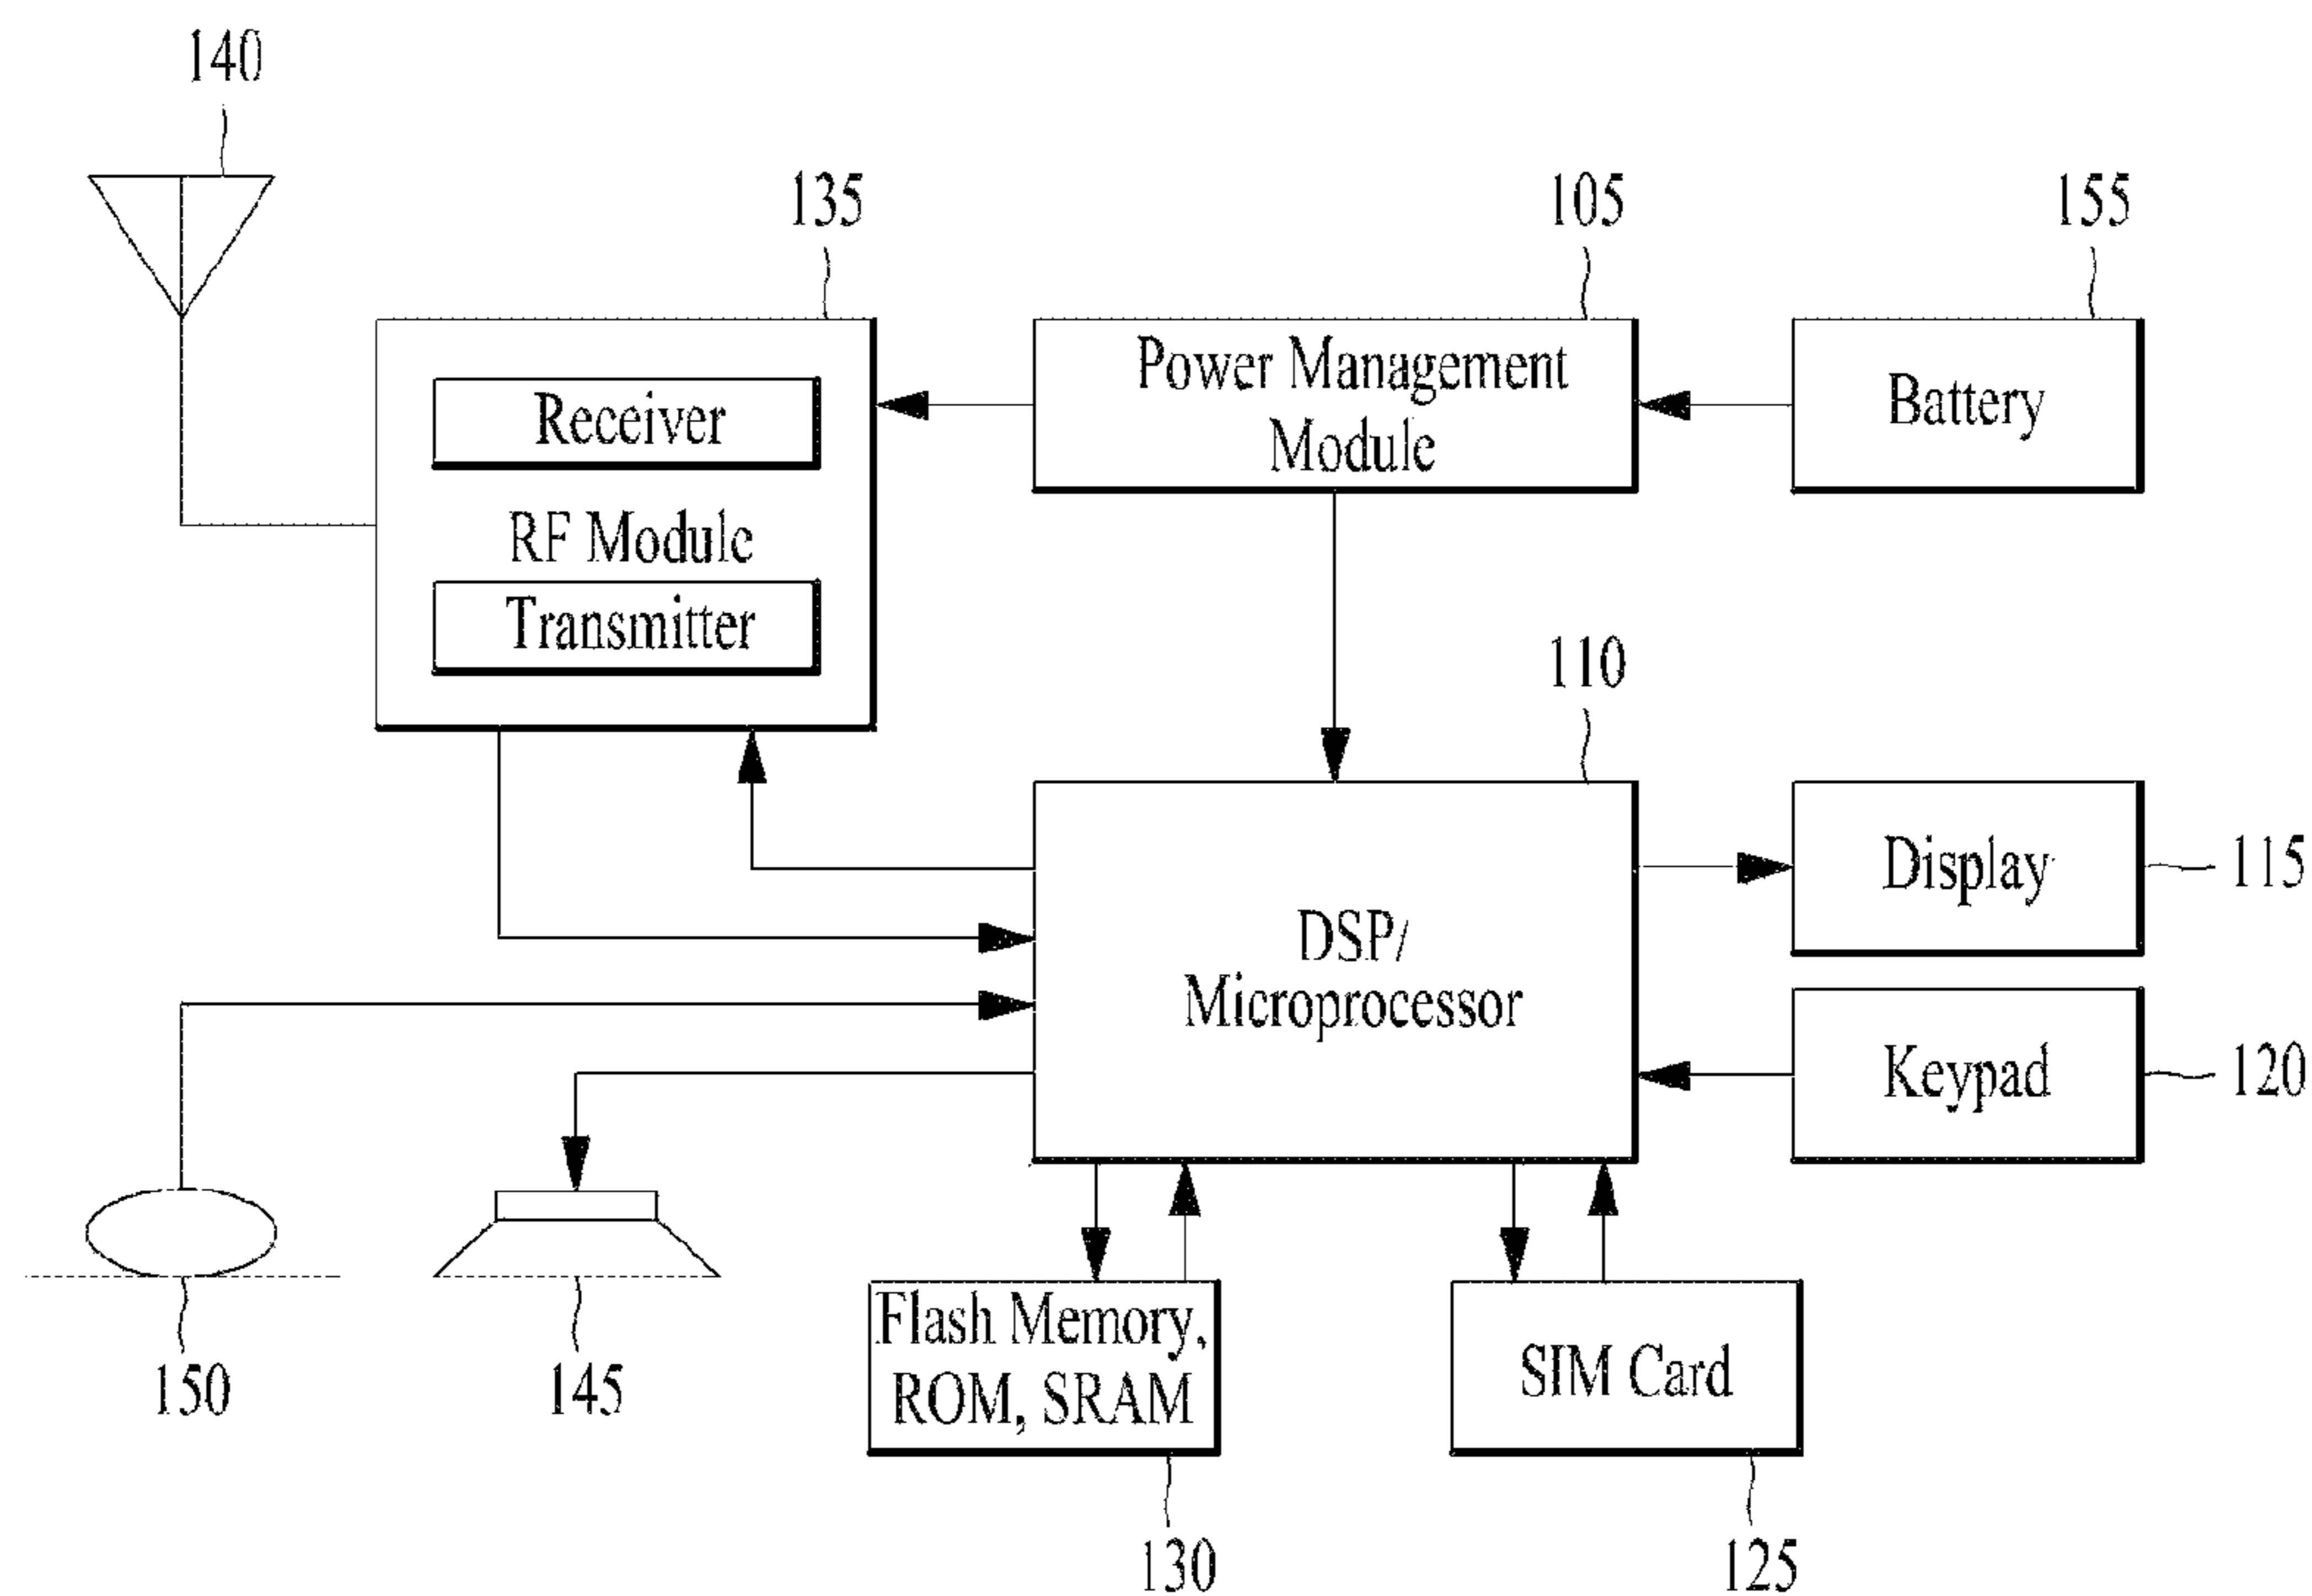 140
135
105
155
Receiver
RF Module
Transmitter
Power Management
Module
Battery
110
DSP/
Microprocessor
Display
115
Keypad
120
150
145
Flash Memory,
ROM, SRAM
SIM Card
130
125